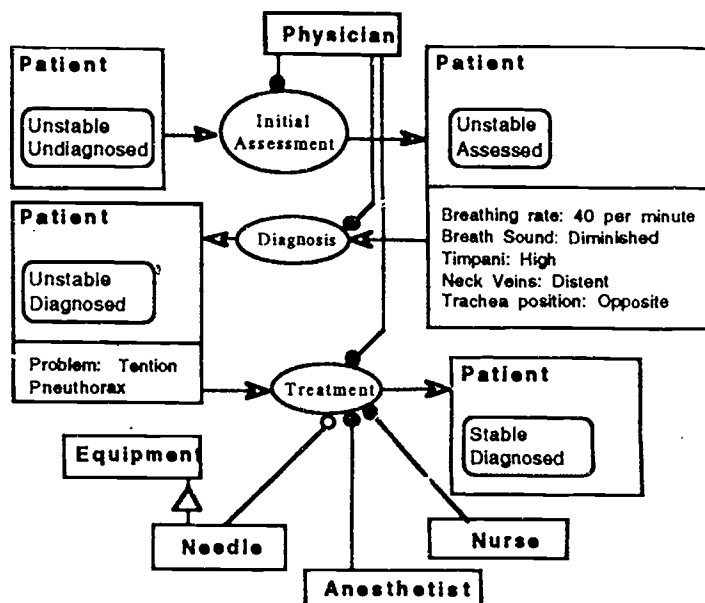 Physician
Patient
Unstable
Undiagnosed
Initial
Assessment
Patient
Unstable
Assessed
Breathing rate: 40 per minute
Breath Sound: Diminished
Timpani: High
Neck Veins: Distent
Trachea position: Opposite
Diagnosis
Patient
Unstable
Diagnosed
Problem: Tention
Pneuthorax
Treatment
Patient
Stable
Diagnosed
Equipment
Needle
Nurse
Anesthetist